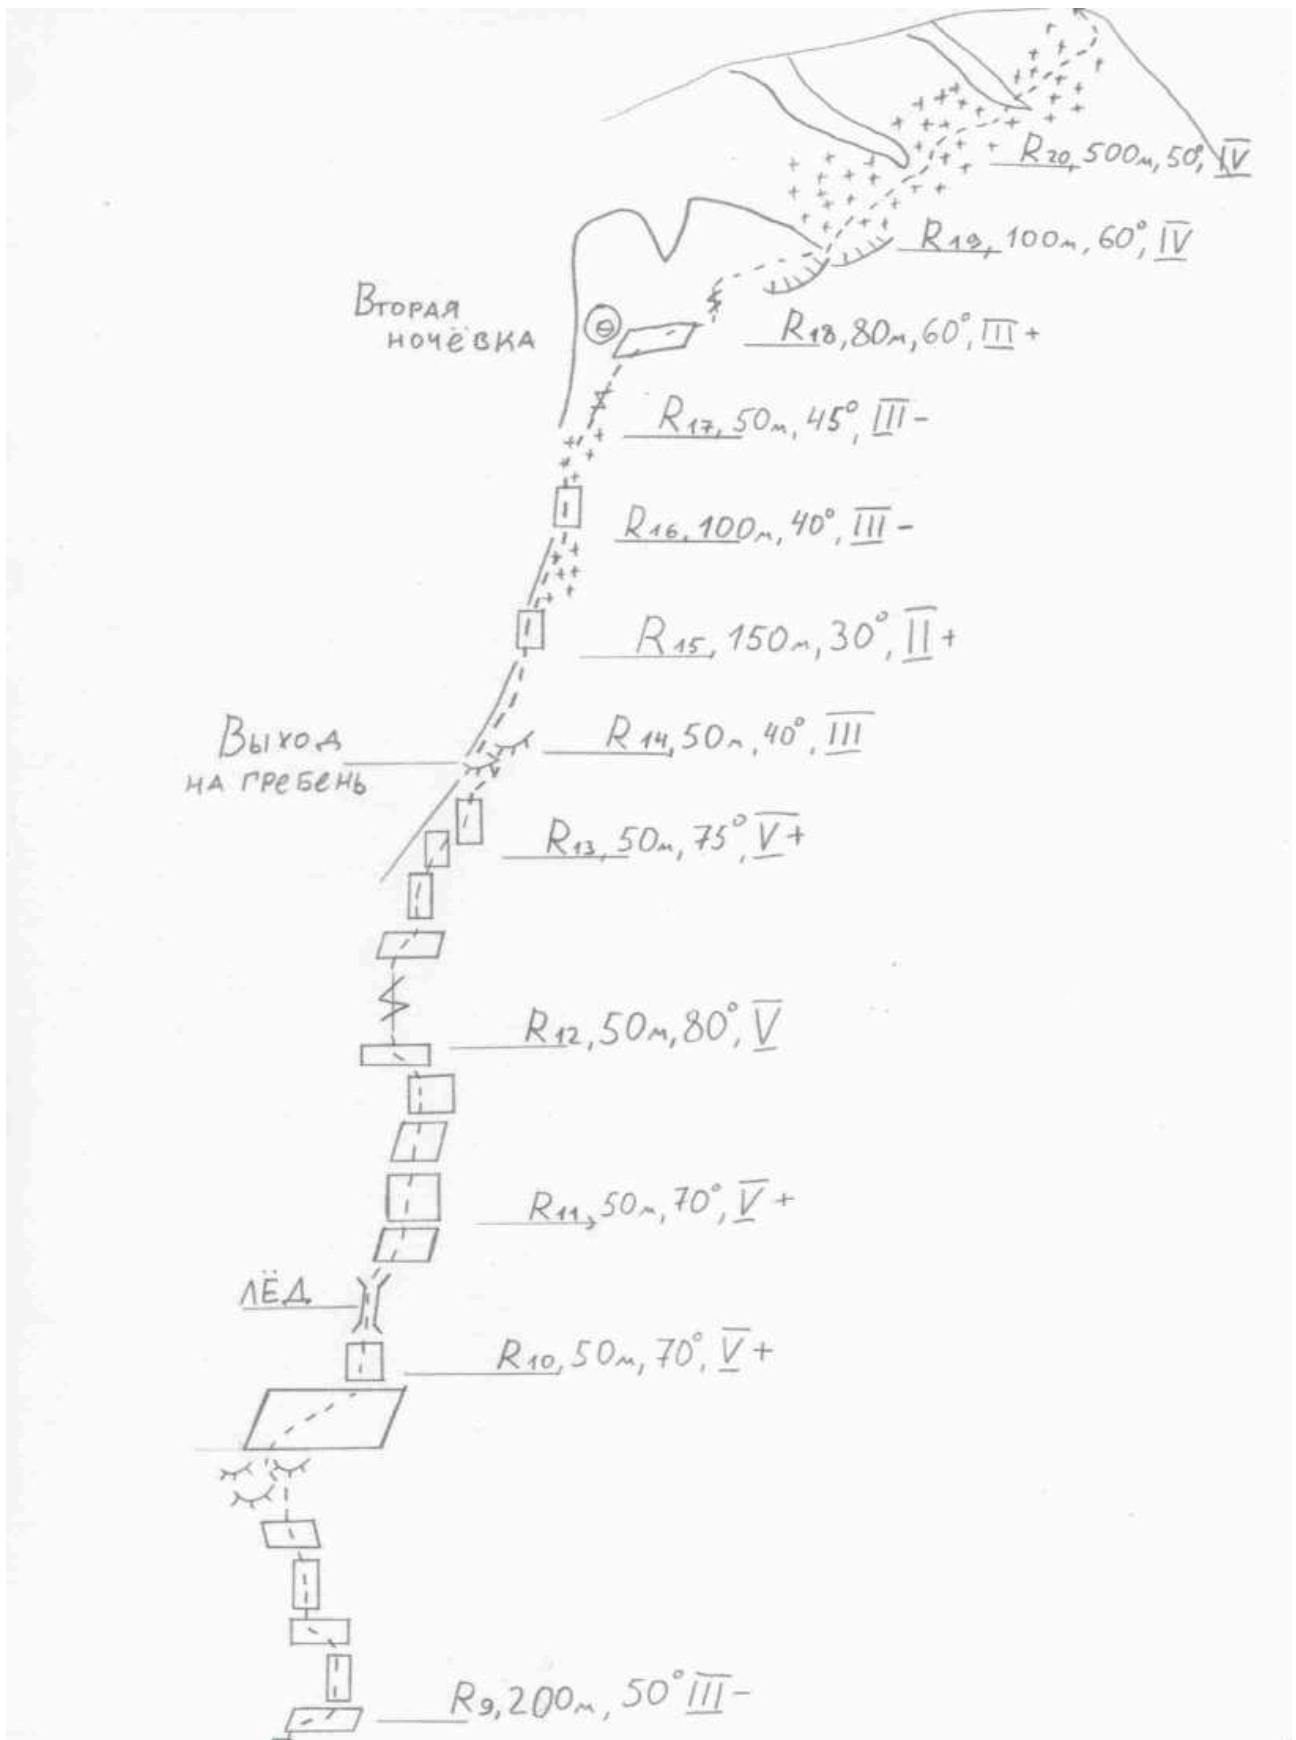 R20, 500м, 50°, IV
R19, 100м, 60°, IV
Вторая
ночёвка
R18, 80м, 60°, III+
R17, 50м, 45°, III-
R16, 100м, 40°, III-
R15, 150м, 30°, II+
Выход
на гребень
R14, 50м, 40°, III
R13, 50м, 75°, V+
R12, 50м, 80°, V
R11, 50м, 70°, V+
лёд
R10, 50м, 70°, V+
R9, 200м, 50° III-